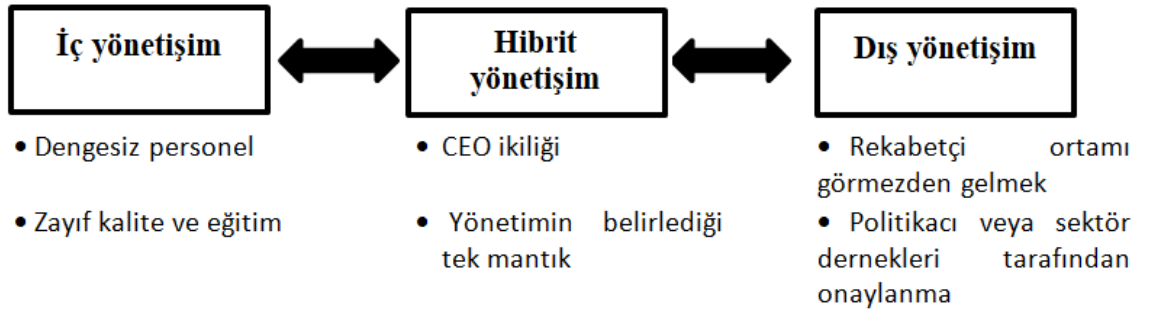 İç yönetişim
• Dengesiz personel
• Zayıf kalite ve eğitim
Hibrit
yönetişim
• CEO ikiliği
• Yönetimin belirlediği
tek mantık
Dış yönetişim
• Rekabetçi ortamı
görmezden gelmek
• Politikacı veya sektör
dernekleri tarafından
onaylanma